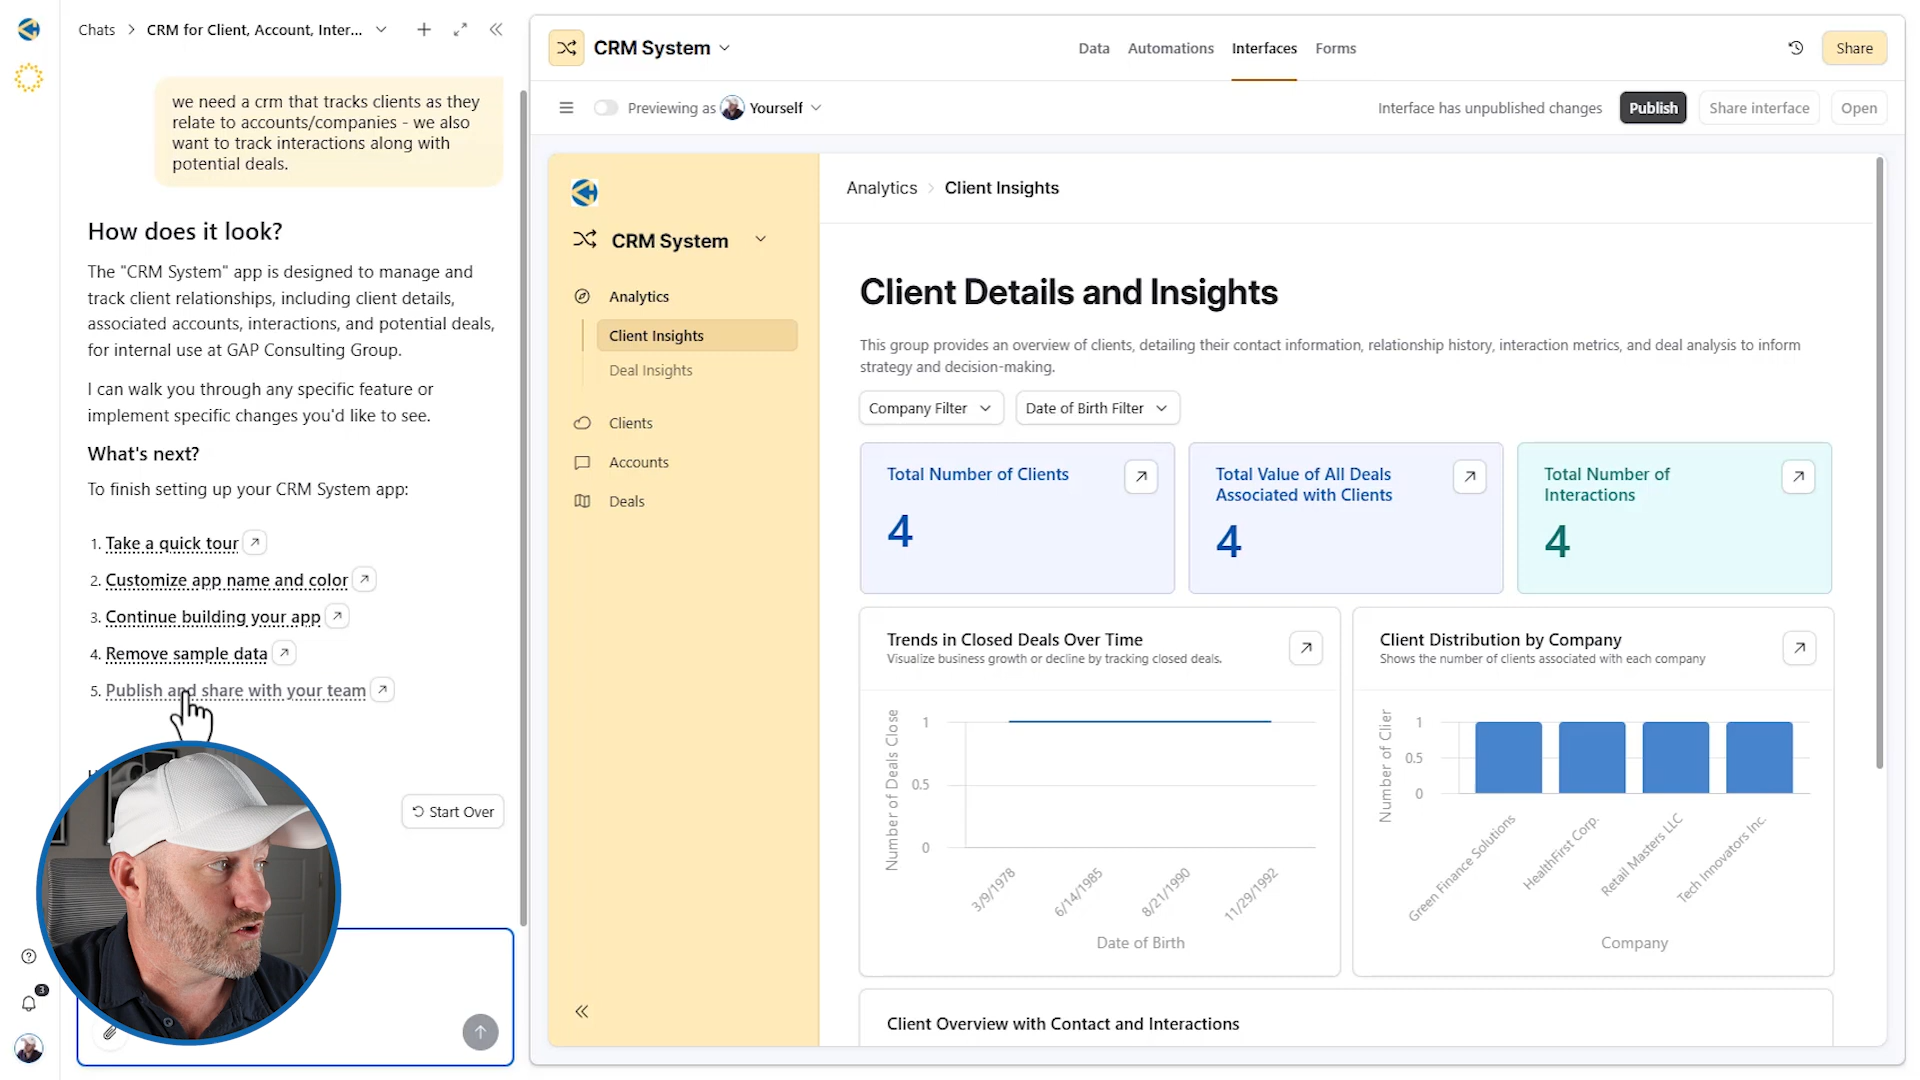 Chats
CRM for Client, Account, Inter...
we need a crm that tracks clients as they
relate to accounts/companies - we also
want to track interactions along with
potential deals.
How does it look?
The "CRM System" app is designed to manage and
track client relationships, including client details,
associated accounts, interactions, and potential deals,
for internal use at GAP Consulting Group.
I can walk you through any specific feature or
implement specific changes you'd like to see.
What's next?
To finish setting up your CRM System app:
1. Take a quick tour
2. Customize app name and color
3. Continue building your app
4. Remove sample data
5. Publish and share with your team
Start Over
3
CRM System
Data
Automations
Interfaces
Forms
Share
Previewing as
Yourself
Interface has unpublished changes
Publish
Share interface
Open
CRM System
Analytics
Client Insights
Deal Insights
Clients
Accounts
Deals
Analytics
Client Insights
Client Details and Insights
This group provides an overview of clients, detailing their contact information, relationship history, interaction metrics, and deal analysis to inform
strategy and decision-making.
Company Filter
Date of Birth Filter
Total Number of Clients
4
Total Value of All Deals
Associated with Clients
4
Total Number of
Interactions
4
Trends in Closed Deals Over Time
Visualize business growth or decline by tracking closed deals.
Number of Deals Close
1
0.5
0
3/9/1978
6/14/1985
8/21/1990
11/29/1992
Date of Birth
Client Distribution by Company
Shows the number of clients associated with each company
Number of Clier
1
0.5
0
Green Finance Solutions
HealthFirst Corp.
Retail Masters LLC
Tech Innovators Inc.
Company
Client Overview with Contact and Interactions